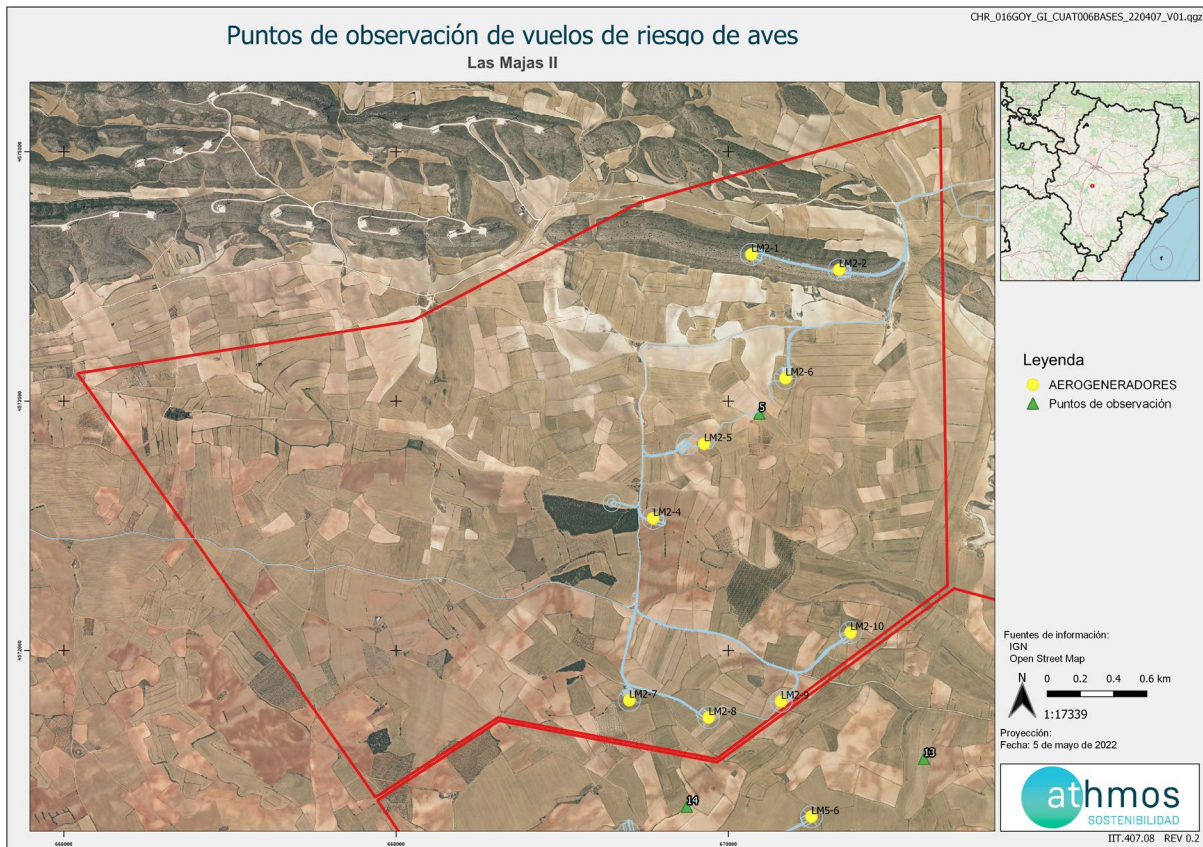 CHR_016GOY_GI_CUAT006BASES_220407_V01.qgz
Puntos de observación de vuelos de riesgo de aves
Las Majas II
LM2-1
LM2-2
LM2-6
5
LM2-5
LM2-4
LM2-10
LM2-7
LM2-9
LM2-8
13
14
LM5-6
670000
Leyenda
AEROGENERADORES
Puntos de observación
Fuentes de información:
IGN
Open Street Map
N
0 0.2 0.4 0.6 km
1:17339
Proyección:
Fecha: 5 de mayo de 2022
athmos
SOSTENIBILIDAD
IIT.407.08 REV 0.2